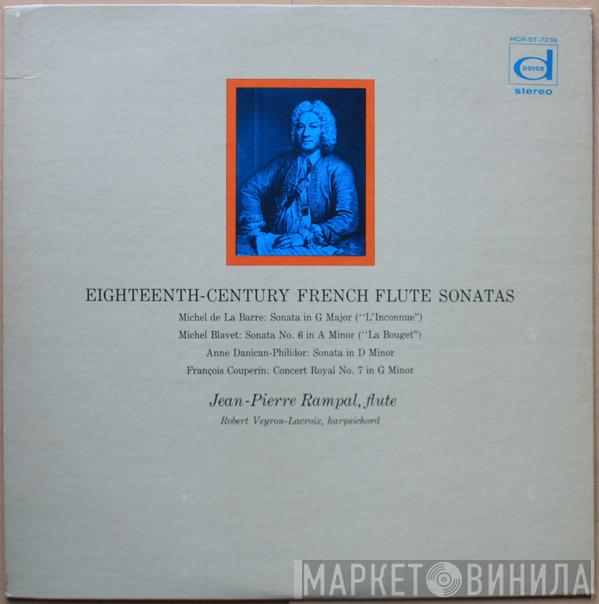 HCR-ST-7236
DOVER
stereo
EIGHTEENTH-CENTURY FRENCH FLUTE SONATAS
Michel de La Barre: Sonata in G Major ("L'Inconnue")
Michel Blavet: Sonata No. 6 in A Minor ("La Bouget")
Anne Danican-Philidor: Sonata in D Minor
François Couperin: Concert Royal No. 7 in G Minor
Jean-Pierre Rampal, flute
Robert Veyron-Lacroix, harpsichord
МАРКЕТ ВИНИЛА